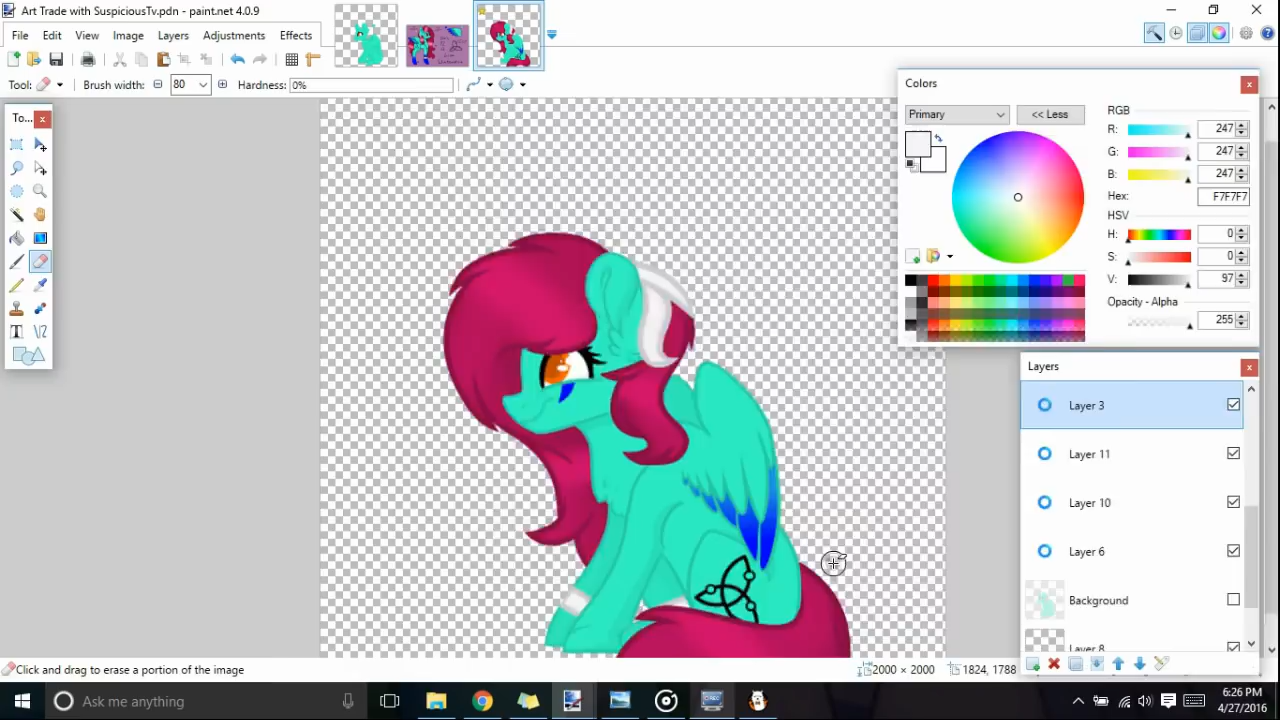 Art Trade with SuspiciousTv.pdn - paint.net 4.0.9
File Edit View Image Layers Adjustments Effects
Tool: Brush width: 80 Hardness: 0%
To...
Colors
Primary << Less
RGB
R: 247
G: 247
B: 247
Hex: F7F7F7
HSV
H: 0
S: 0
V: 97
Opacity - Alpha
255
Layers
Layer 3
Layer 11
Layer 10
Layer 6
Background
Layer 8
Click and drag to erase a portion of the image 2000 × 2000 1824, 1788
Ask me anything
6:26 PM
4/27/2016